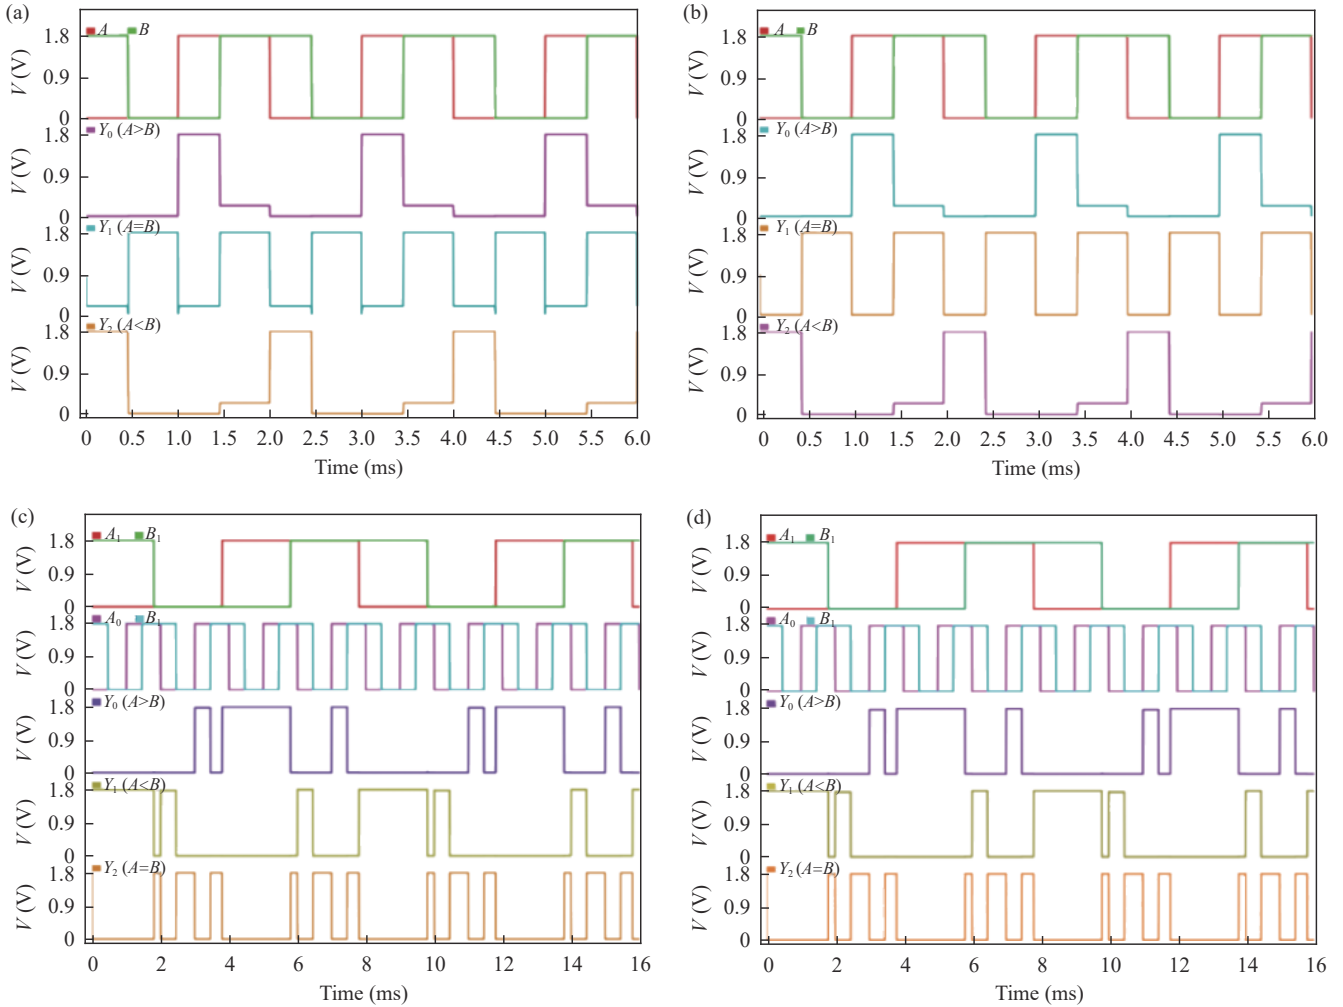 (a)
A B
1.8
0.9
0
V (V)
Y0 (A>B)
1.8
0.9
0
V (V)
Y1 (A=B)
1.8
0.9
0
V (V)
Y2 (A<B)
1.8
0.9
0
V (V)
0 0.5 1.0 1.5 2.0 2.5 3.0 3.5 4.0 4.5 5.0 5.5 6.0
Time (ms)
(b)
A B
1.8
0.9
0
V (V)
Y0 (A>B)
1.8
0.9
0
V (V)
Y1 (A=B)
1.8
0.9
0
V (V)
Y2 (A<B)
1.8
0.9
0
V (V)
0 0.5 1.0 1.5 2.0 2.5 3.0 3.5 4.0 4.5 5.0 5.5 6.0
Time (ms)
(c)
A1 B1
1.8
0.9
0
V (V)
A0 B1
1.8
0.9
0
V (V)
Y0 (A>B)
1.8
0.9
0
V (V)
Y1 (A<B)
1.8
0.9
0
V (V)
Y2 (A=B)
1.8
0.9
0
V (V)
0 2 4 6 8 10 12 14 16
Time (ms)
(d)
A1 B1
1.8
0.9
0
V (V)
A0 B1
1.8
0.9
0
V (V)
Y0 (A>B)
1.8
0.9
0
V (V)
Y1 (A<B)
1.8
0.9
0
V (V)
Y2 (A=B)
1.8
0.9
0
V (V)
0 2 4 6 8 10 12 14 16
Time (ms)